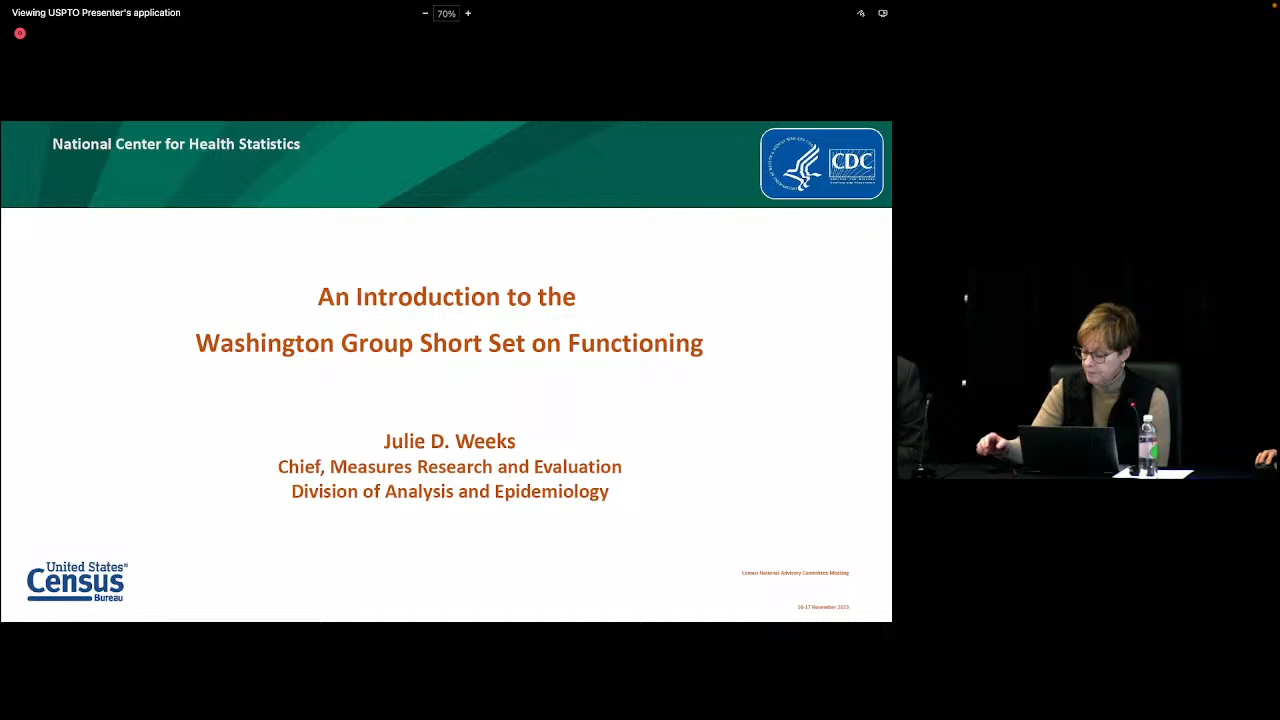 Viewing USPTO Presenter's application
70%
National Center for Health Statistics
CDC
An Introduction to the
Washington Group Short Set on Functioning
Julie D. Weeks
Chief, Measures Research and Evaluation
Division of Analysis and Epidemiology
United States®
Census
Bureau
Census National Advisory Committee Meeting
16-17 November 2023